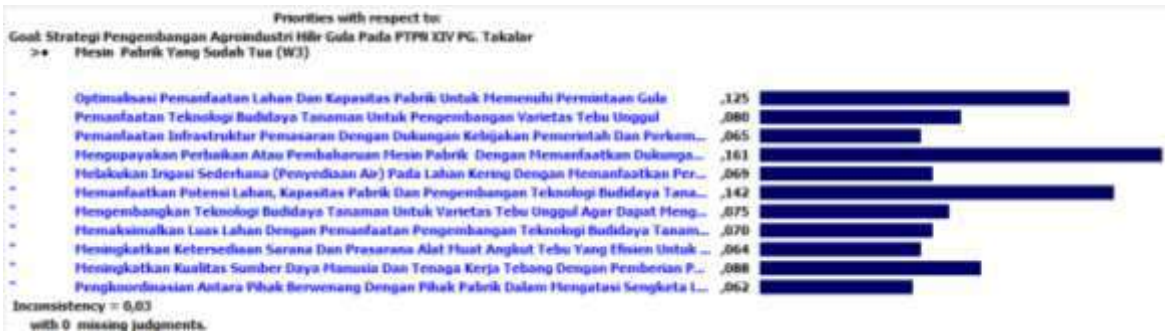 Priorities with respect to:
Goal: Strategi Pengembangan Agroindustri Hilir Gula Pada PTPN XIV PG. Takalar
>• Mesin Pabrik Yang Sudah Tua (W3)
Optimalisasi Pemanfaatan Lahan Dan Kapasitas Pabrik Untuk Memenuhi Permintaan Gula ,125
Pemanfaatan Teknologi Budidaya Tanaman Untuk Pengembangan Varietas Tebu Unggul ,080
Pemanfaatan Infrastruktur Pemasaran Dengan Dukungan Kebijakan Pemerintah Dan Perkem... ,065
Mengupayakan Perbaikan Atau Pembaharuan Mesin Pabrik Dengan Memanfaatkan Dukunga... ,161
Melakukan Irigasi Sederhana (Penyediaan Air) Pada Lahan Kering Dengan Memanfaatkan Per... ,069
Memanfaatkan Potensi Lahan, Kapasitas Pabrik Dan Pengembangan Teknologi Budidaya Tana... ,142
Mengembangkan Teknologi Budidaya Tanaman Untuk Varietas Tebu Unggul Agar Dapat Meng... ,075
Memaksimalkan Luas Lahan Dengan Pemanfaatan Pengembangan Teknologi Budidaya Tanam... ,070
Meningkatkan Ketersediaan Sarana Dan Prasarana Alat Muat Angkut Tebu Yang Efisien Untuk ... ,064
Meningkatkan Kualitas Sumber Daya Manusia Dan Tenaga Kerja Tebang Dengan Pemberian P... ,088
Pengkoordinasian Antara Pihak Berwenang Dengan Pihak Pabrik Dalam Mengatasi Sengketa L... ,062
Inconsistency = 0,03
with 0 missing judgments.